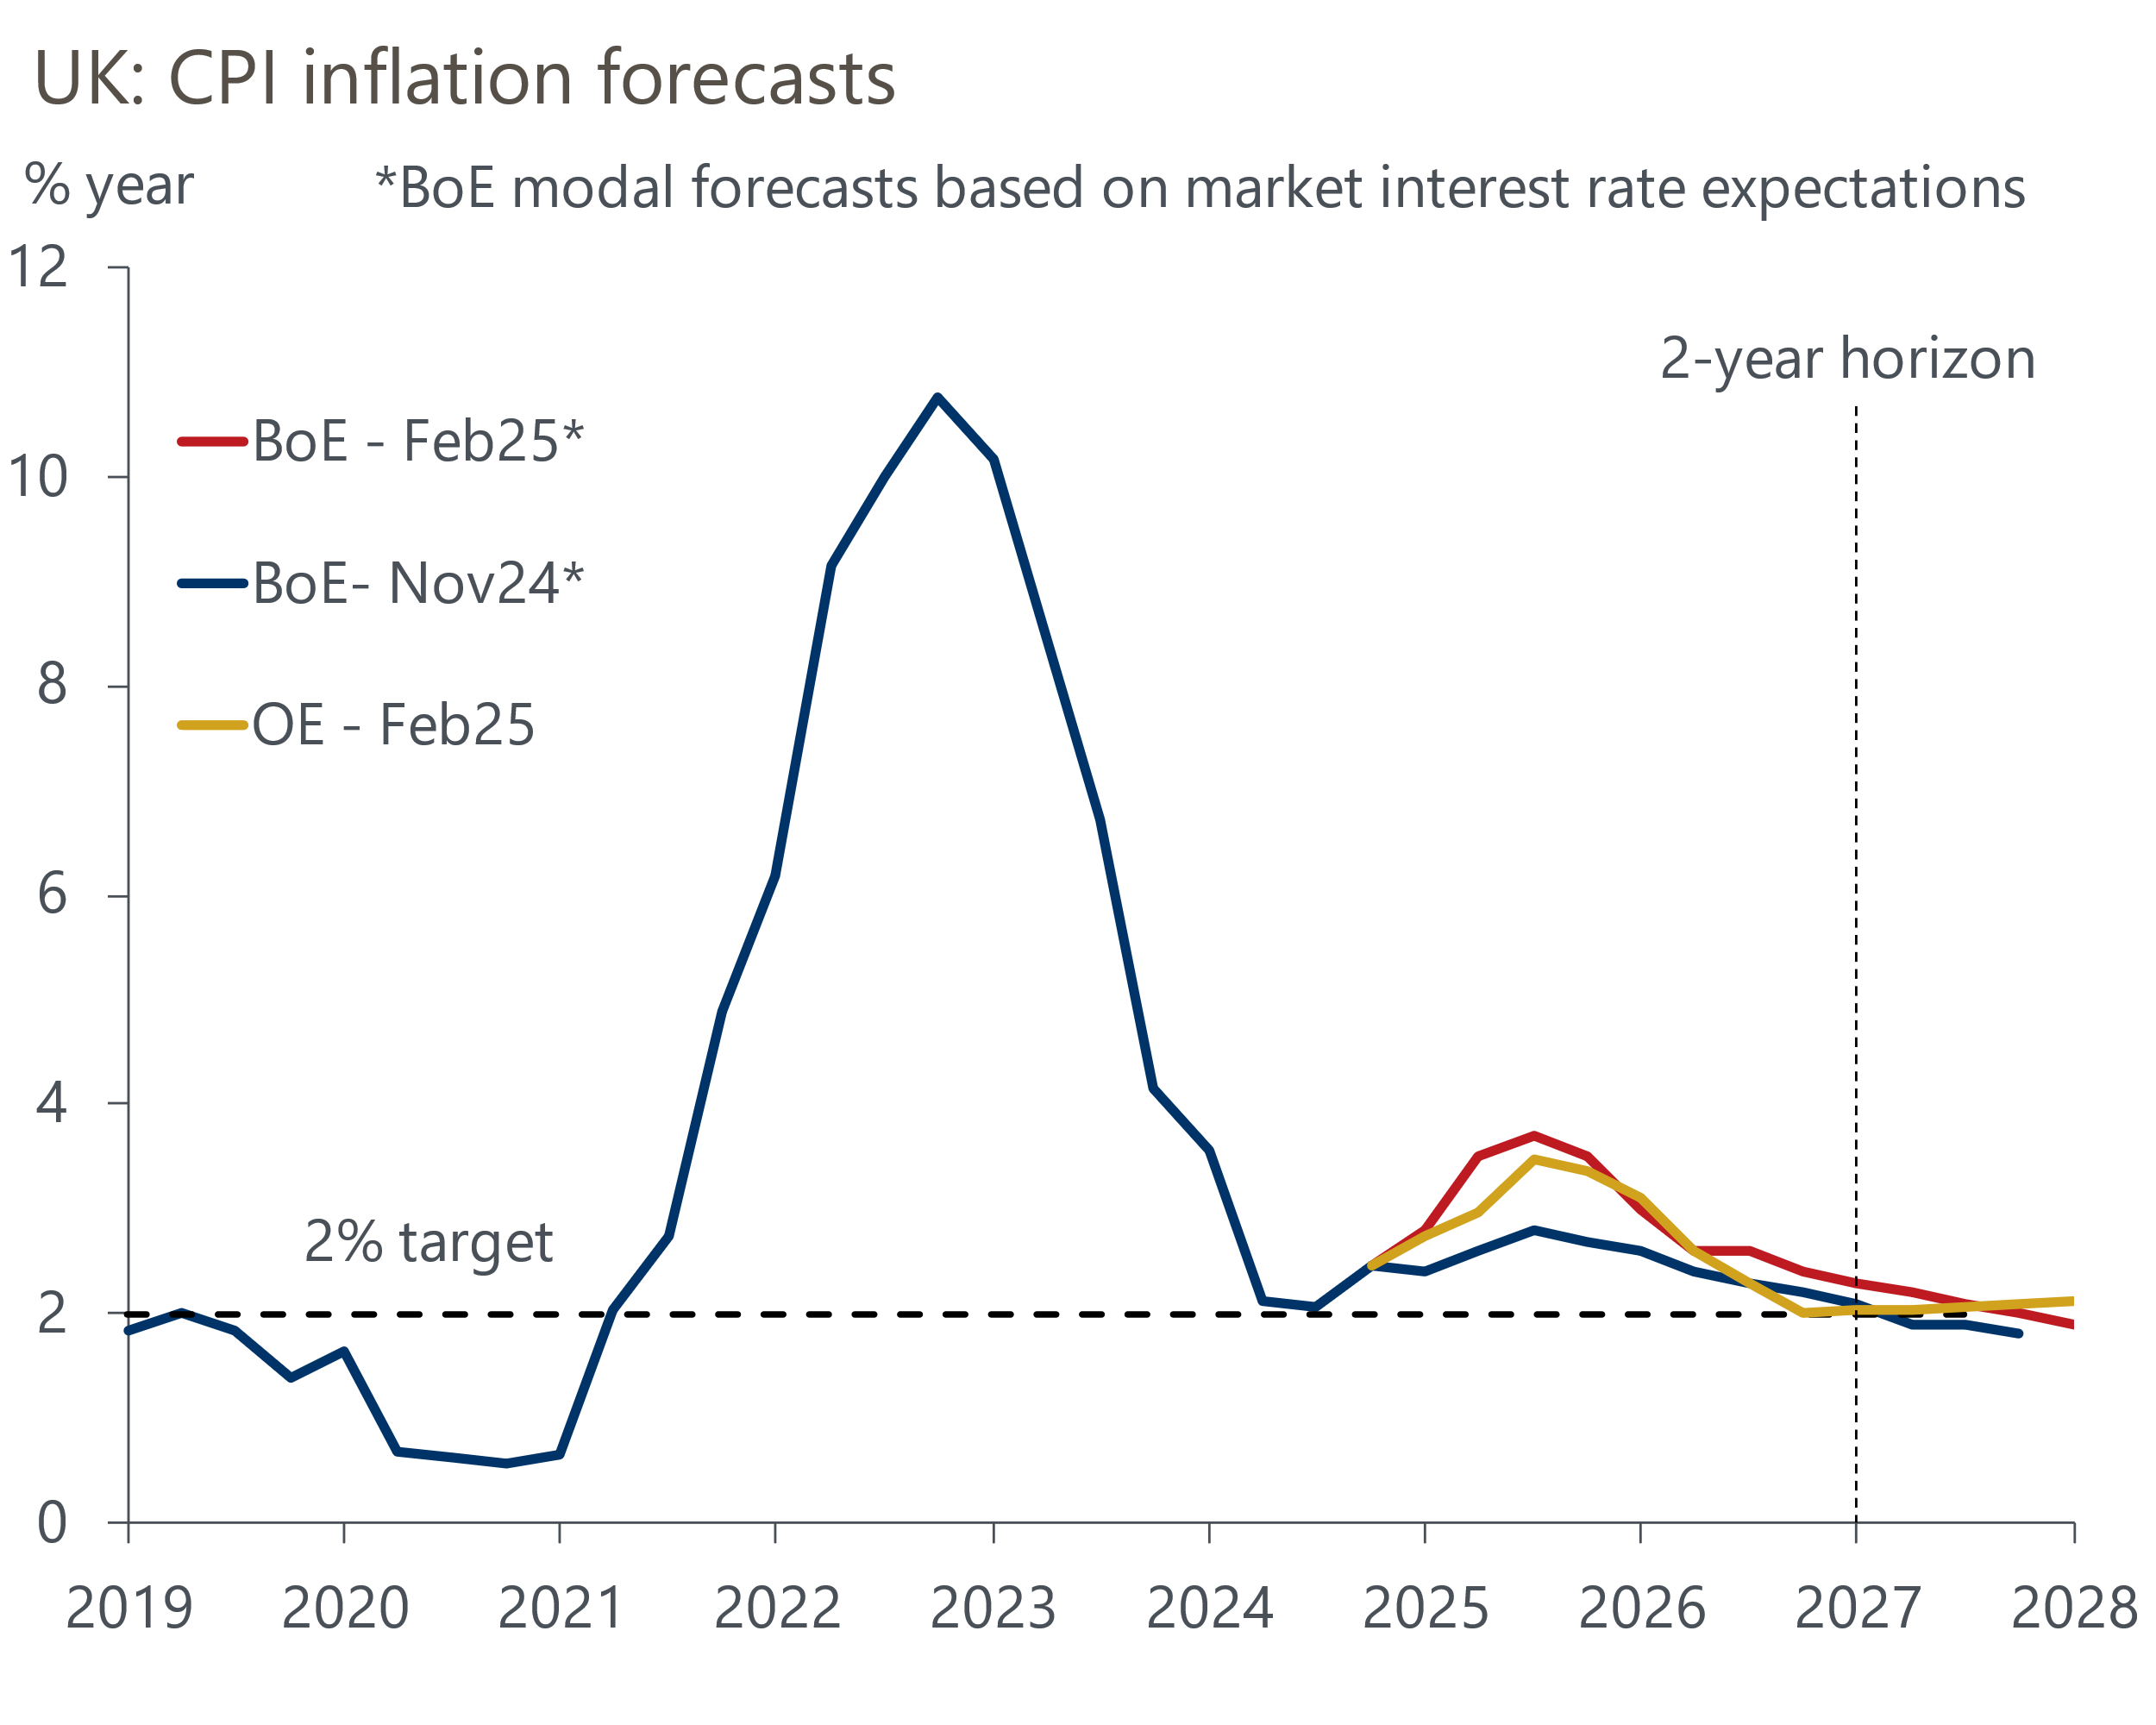 UK: CPI inflation forecasts
% year
*BoE modal forecasts based on market interest rate expectations
12
2-year horizon
BoE - Feb25*
10
BoE- Nov24*
8
OE - Feb25
6
4
2% target
2
0
2019 2020 2021 2022 2023 2024 2025 2026 2027 2028